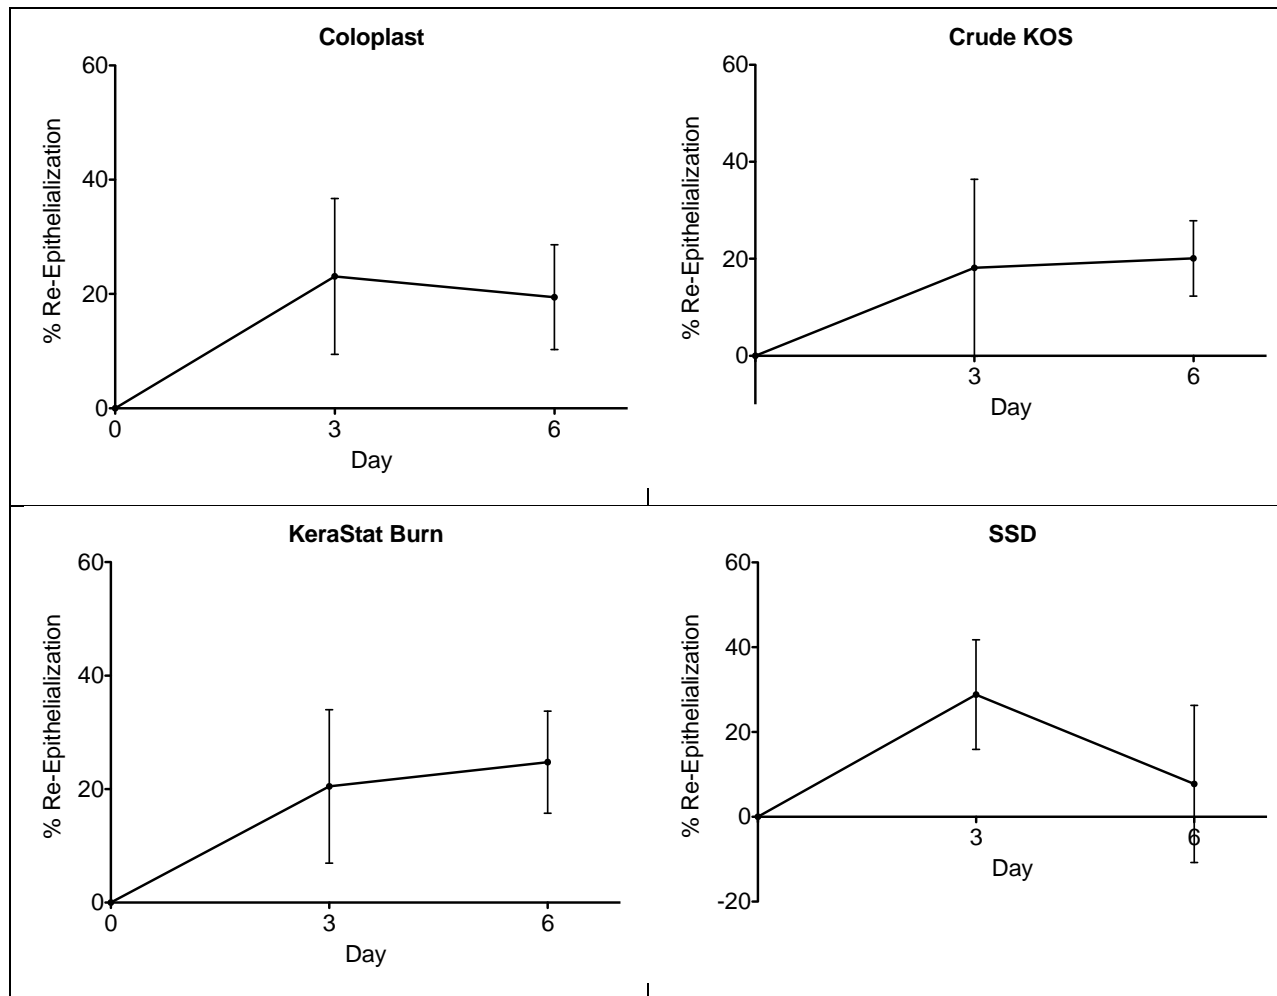 Coloplast
60
40
20
0
% Re-Epithelialization
0 3 6
Day
Crude KOS
60
40
20
0
% Re-Epithelialization
3 6
Day
KeraStat Burn
60
40
20
0
% Re-Epithelialization
0 3 6
Day
SSD
60
40
20
0
-20
% Re-Epithelialization
3 6
Day